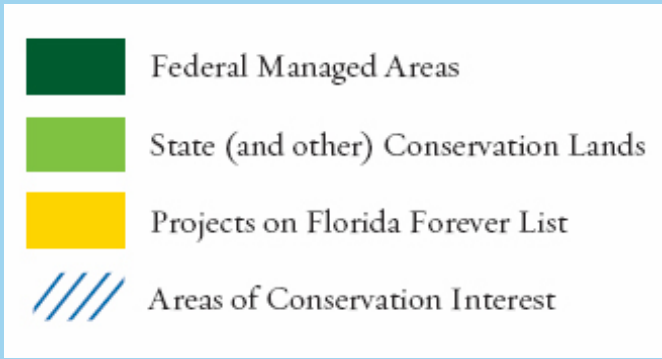 Federal Managed Areas
State (and other) Conservation Lands
Projects on Florida Forever List
Areas of Conservation Interest